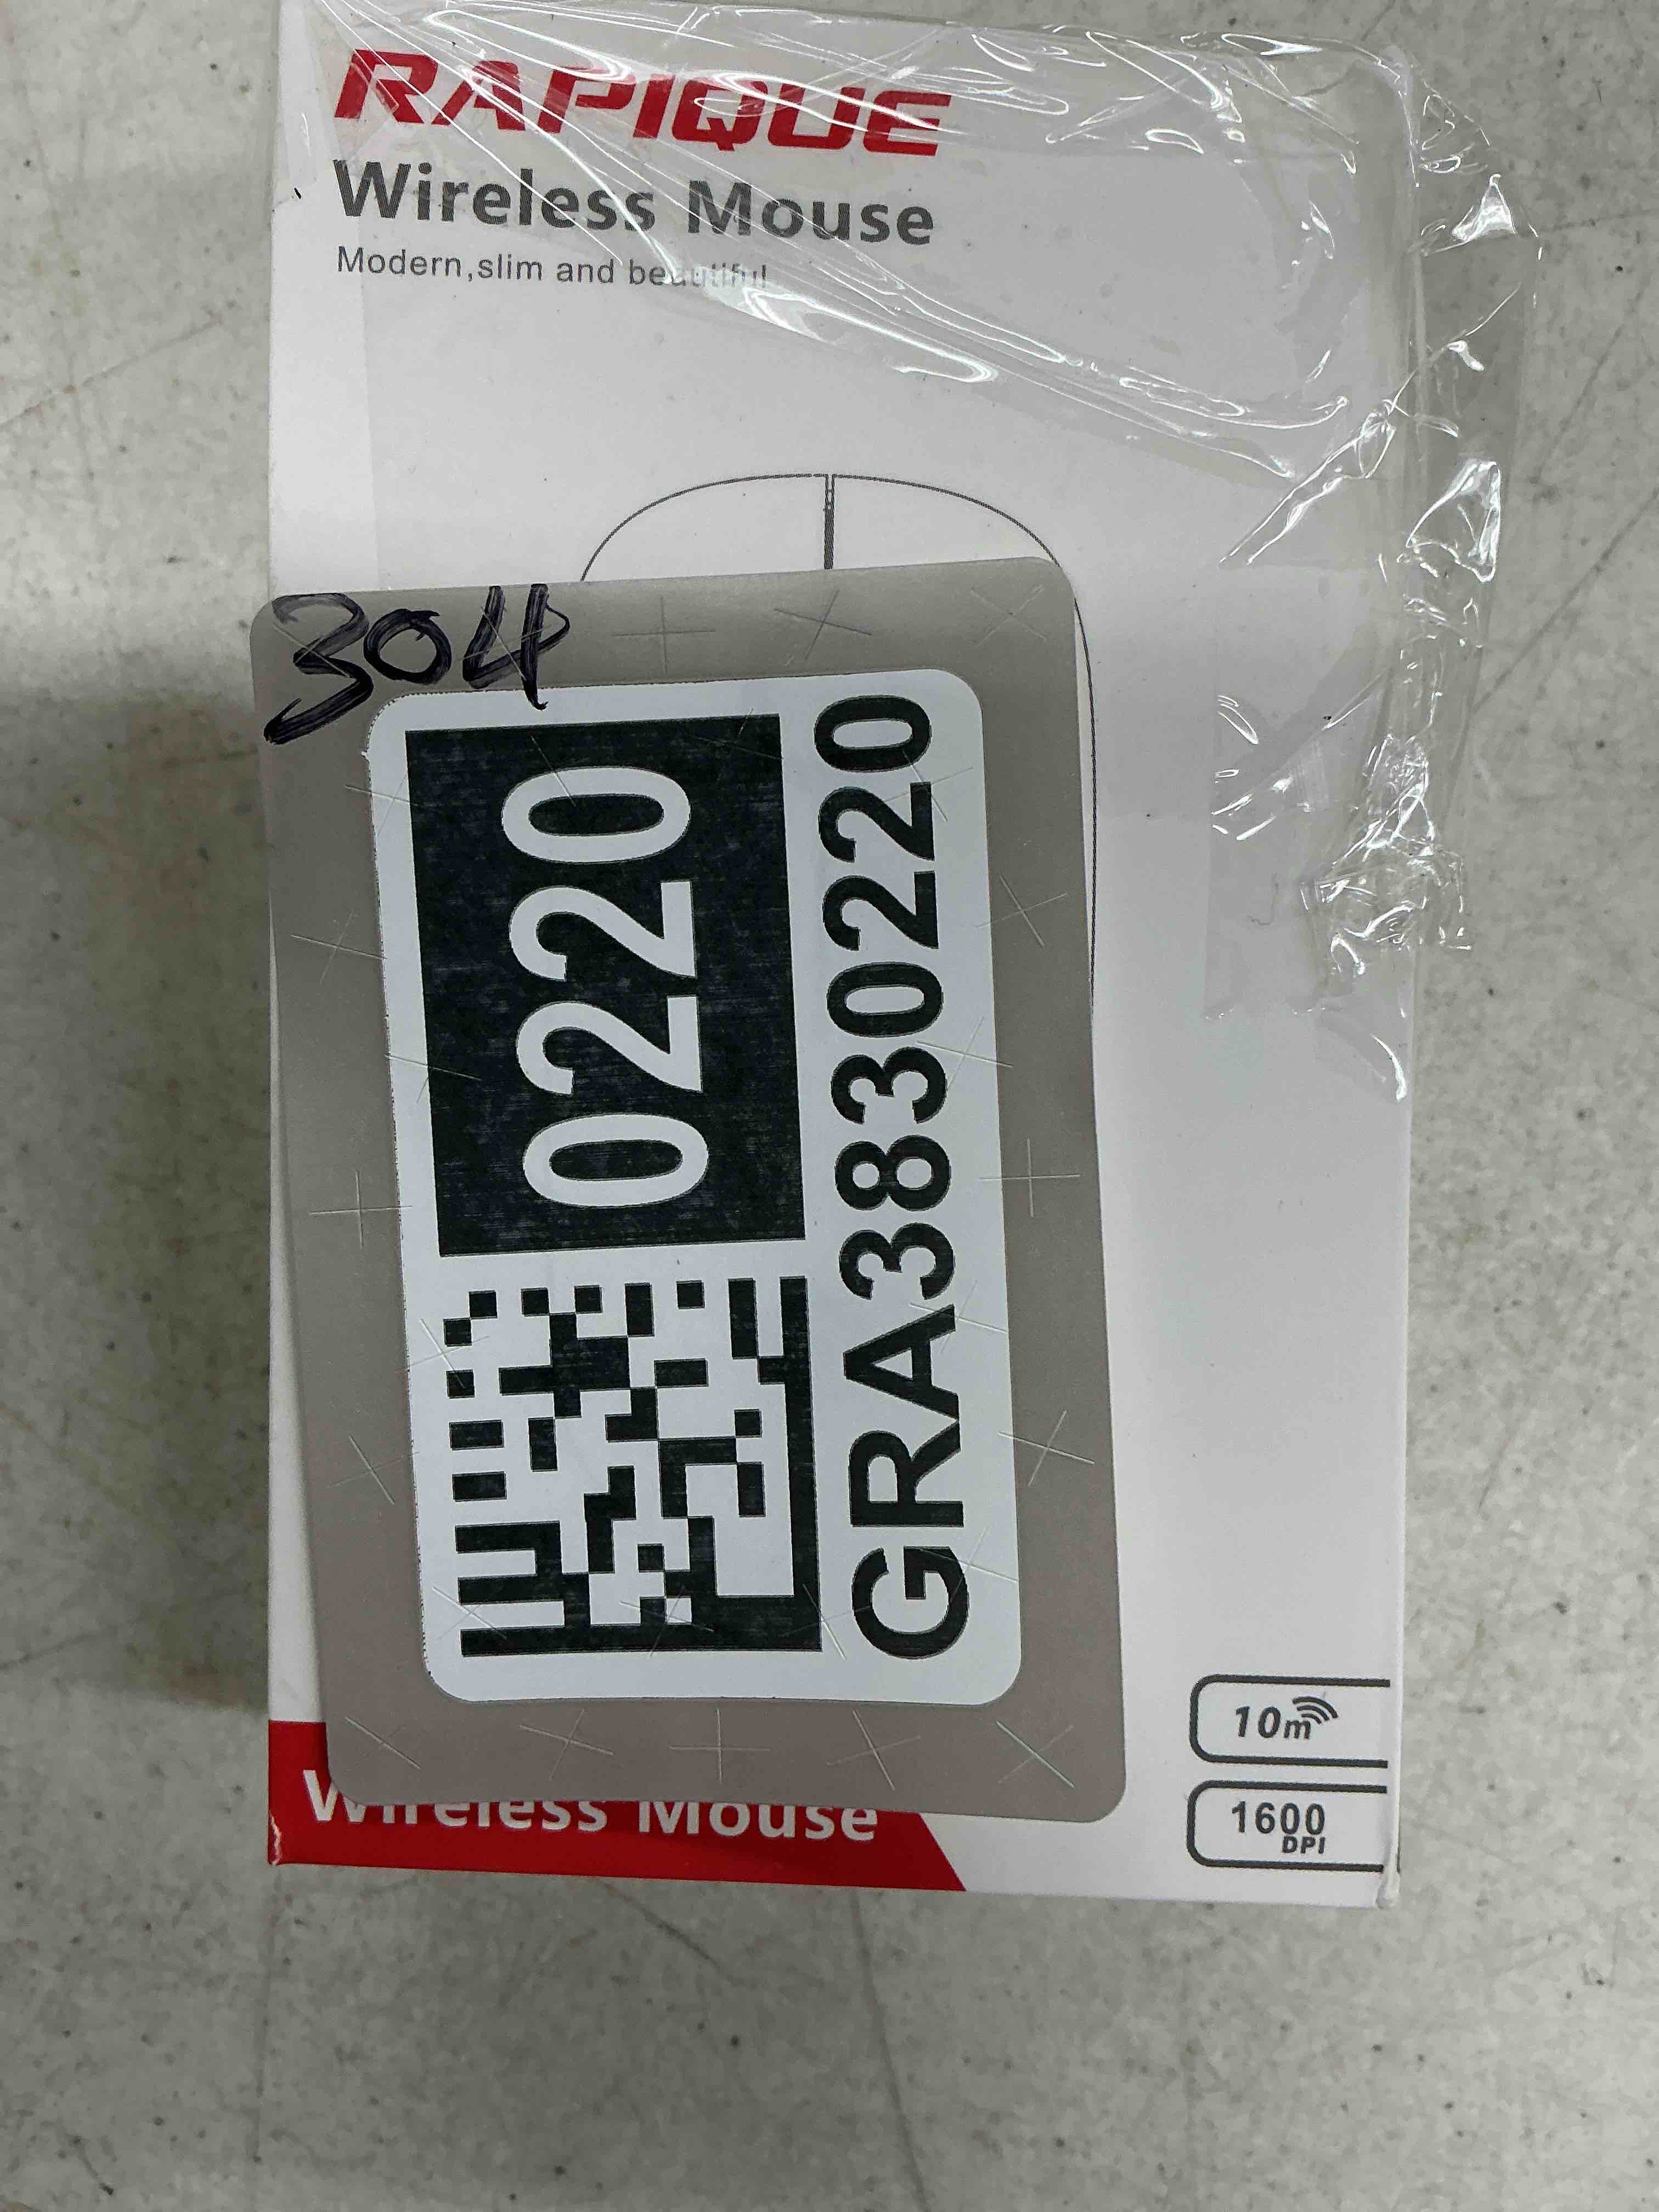 RAPIQUE
Wireless Mouse
Modern,slim and beautiful
304
0220
GRA3830220
10m
1600
DPI
Wireless Mouse